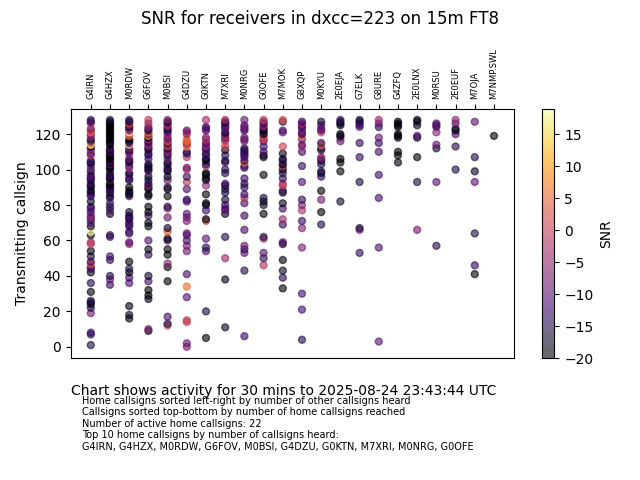 SNR for receivers in dxcc=223 on 15m FT8
G4IRN G4HZX M0RDW G6FOV M0BSI G4DZU G0KTN M7XRI M0NRG G0OFE M7MOK G8XQP M0KYU 2E0EJA G7ELK G8URE G4ZFQ 2E0LNX M0BSU 2E0EUF M7OJA M7NMP.SWL
Transmitting callsign
120
100
80
60
40
20
0
15
10
5
0
−5
−10
−15
−20
SNR
Chart shows activity for 30 mins to 2025-08-24 23:43:44 UTC
Home callsigns sorted left-right by number of other callsigns heard
Callsigns sorted top-bottom by number of home callsigns reached
Number of active home callsigns: 22
Top 10 home callsigns by number of callsigns heard:
G4IRN, G4HZX, M0RDW, G6FOV, M0BSI, G4DZU, G0KTN, M7XRI, M0NRG, G0OFE